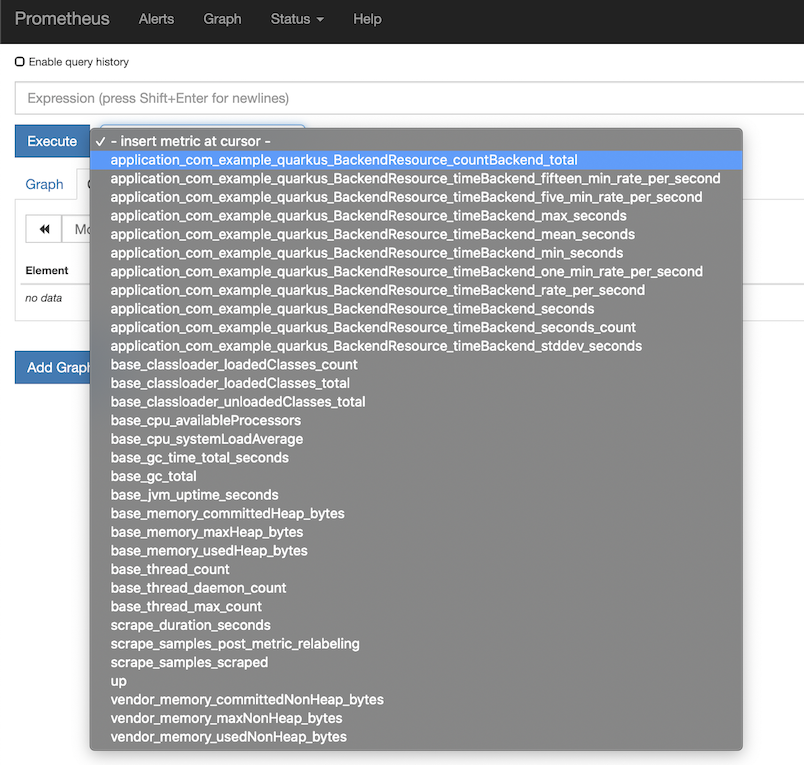 Prometheus Alerts Graph Status Help
Enable query history
Expression (press Shift+Enter for newlines)
Execute
- insert metric at cursor -
application_com_example_quarkus_BackendResource_countBackend_total
application_com_example_quarkus_BackendResource_timeBackend_fifteen_min_rate_per_second
Graph
application_com_example_quarkus_BackendResource_timeBackend_five_min_rate_per_second
application_com_example_quarkus_BackendResource_timeBackend_max_seconds
application_com_example_quarkus_BackendResource_timeBackend_mean_seconds
application_com_example_quarkus_BackendResource_timeBackend_min_seconds
Element
application_com_example_quarkus_BackendResource_timeBackend_one_min_rate_per_second
application_com_example_quarkus_BackendResource_timeBackend_rate_per_second
no data
application_com_example_quarkus_BackendResource_timeBackend_seconds
application_com_example_quarkus_BackendResource_timeBackend_seconds_count
application_com_example_quarkus_BackendResource_timeBackend_stddev_seconds
base_classloader_loadedClasses_count
Add Graph
base_classloader_loadedClasses_total
base_classloader_unloadedClasses_total
base_cpu_availableProcessors
base_cpu_systemLoadAverage
base_gc_time_total_seconds
base_gc_total
base_jvm_uptime_seconds
base_memory_committedHeap_bytes
base_memory_maxHeap_bytes
base_memory_usedHeap_bytes
base_thread_count
base_thread_daemon_count
base_thread_max_count
scrape_duration_seconds
scrape_samples_post_metric_relabeling
scrape_samples_scraped
up
vendor_memory_committedNonHeap_bytes
vendor_memory_maxNonHeap_bytes
vendor_memory_usedNonHeap_bytes